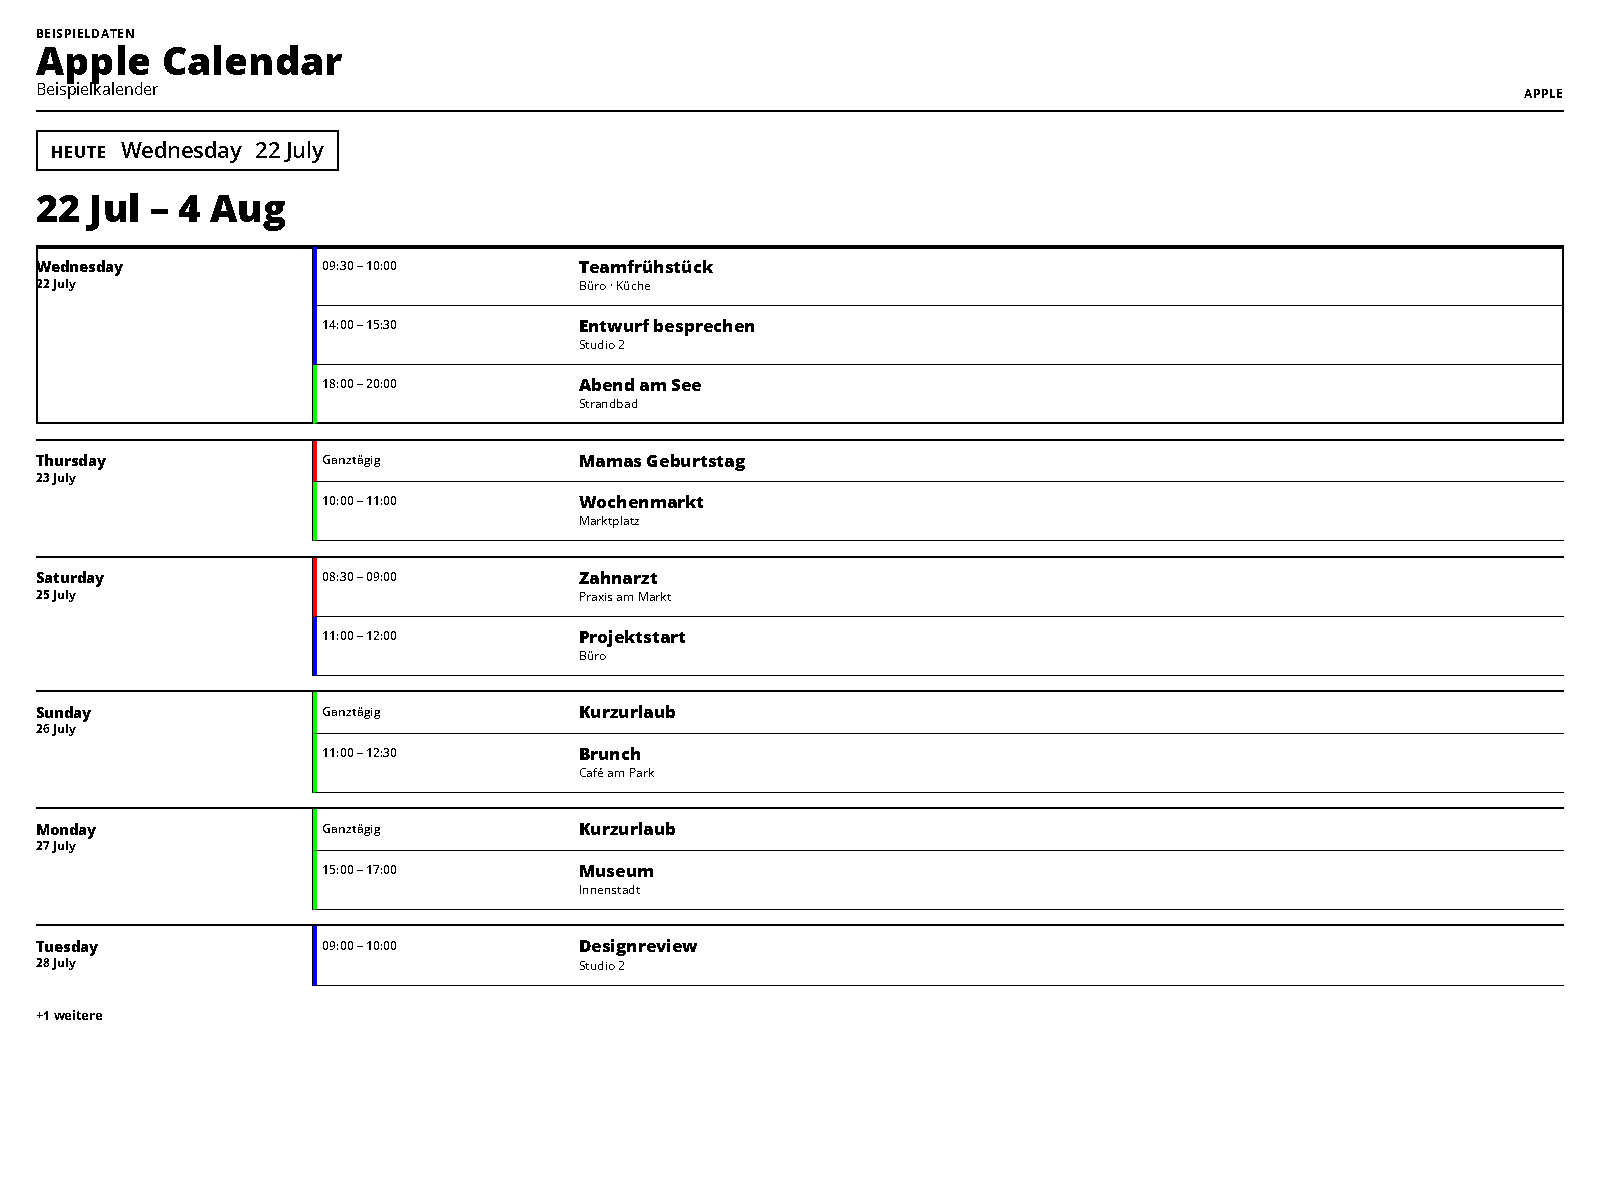 BEISPIELDATEN
Apple Calendar
Beispielkalender
APPLE
HEUTE Wednesday 22 July
22 Jul – 4 Aug
Wednesday
22 July
09:30 – 10:00
Teamfrühstück
Büro · Küche
14:00 – 15:30
Entwurf besprechen
Studio 2
18:00 – 20:00
Abend am See
Strandbad
Thursday
23 July
Ganztägig
Mamas Geburtstag
10:00 – 11:00
Wochenmarkt
Marktplatz
Saturday
25 July
08:30 – 09:00
Zahnarzt
Praxis am Markt
11:00 – 12:00
Projektstart
Büro
Sunday
26 July
Ganztägig
Kurzurlaub
11:00 – 12:30
Brunch
Café am Park
Monday
27 July
Ganztägig
Kurzurlaub
15:00 – 17:00
Museum
Innenstadt
Tuesday
28 July
09:00 – 10:00
Designreview
Studio 2
+1 weitere